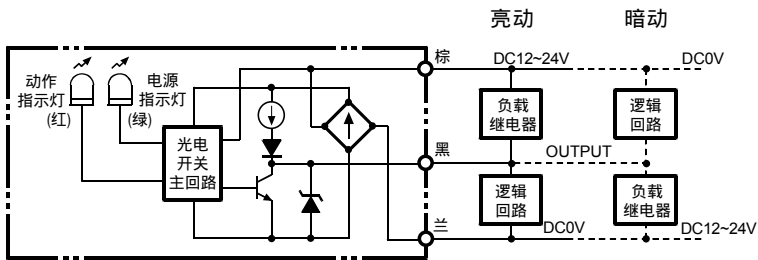 亮动
暗动
棕
DC12~24V
DC0V
动作
指示灯
(红)
电源
指示灯
(绿)
负载
继电器
逻辑
回路
光电
开关
主回路
黑
OUTPUT
逻辑
回路
负载
继电器
兰
DC0V
DC12~24V